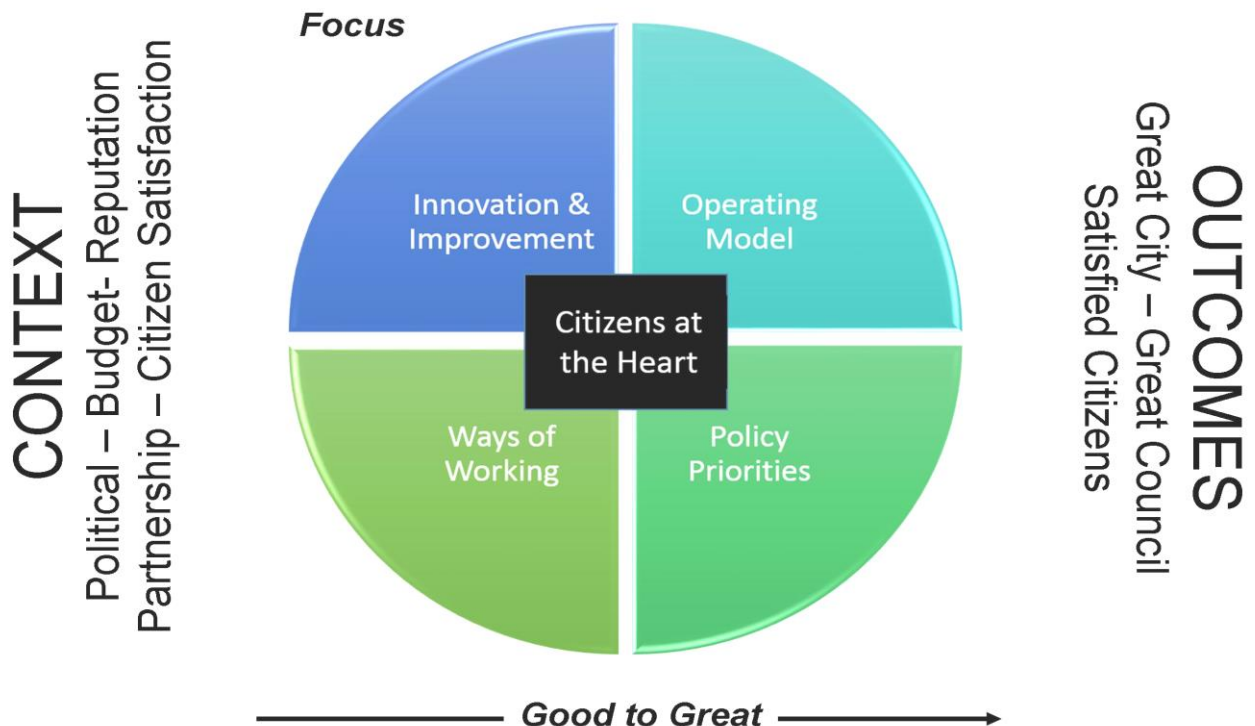 Focus
CONTEXT
Political – Budget- Reputation
Partnership – Citizen Satisfaction
Innovation &
Improvement
Operating
Model
Citizens at
the Heart
Ways of
Working
Policy
Priorities
OUTCOMES
Great City – Great Council
Satisfied Citizens
Good to Great